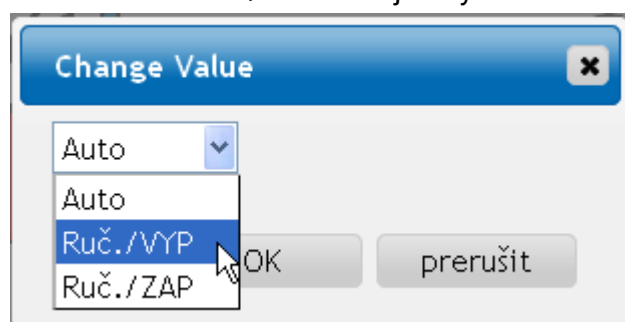 Change Value
Auto
Auto
Ruč./VYP
OK prerušit
Ruč./ZAP